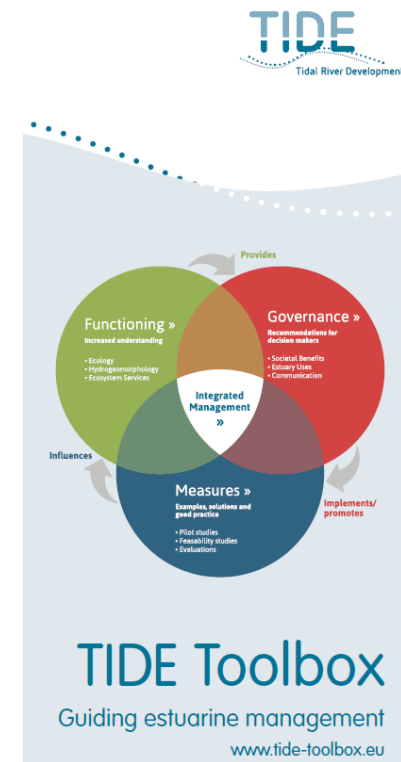 TIDE
Tidal River Development
Provides
Functioning »
Increased understanding
• Ecology
• Hydrogeomorphology
• Ecosystem Services
Governance »
Recommendations for
decision makers
• Societal Benefits
• Estuary Uses
• Communication
Integrated
Management
»
Influences
Measures »
Examples, solutions and
good practice
• Pilot studies
• Feasability studies
• Evaluations
Implements/
promotes
TIDE Toolbox
Guiding estuarine management
www.tide-toolbox.eu